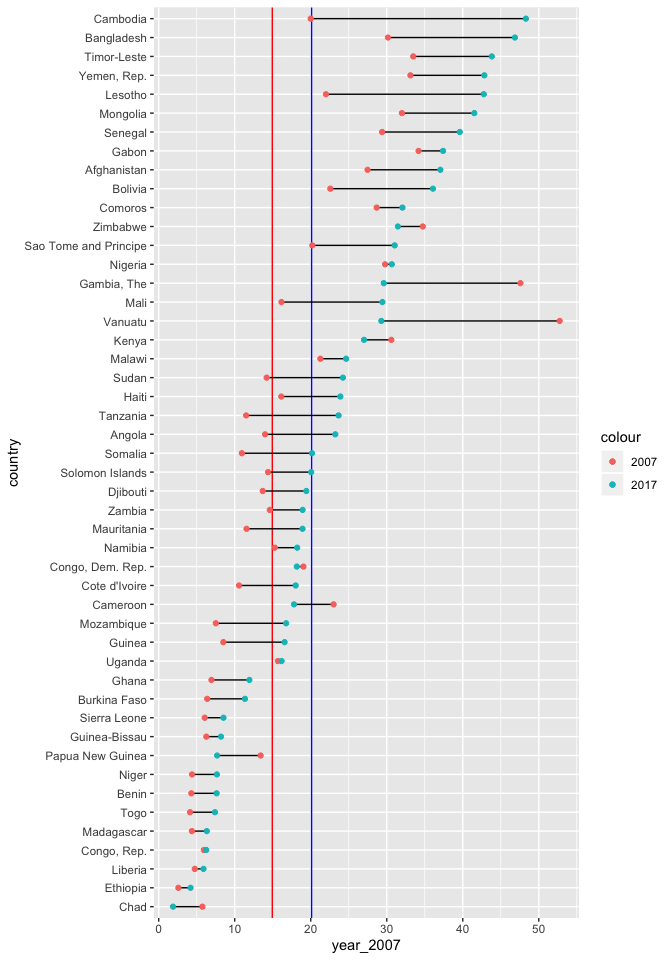 Cambodia
Bangladesh
Timor-Leste
Yemen, Rep.
Lesotho
Mongolia
Senegal
Gabon
Afghanistan
Bolivia
Comoros
Zimbabwe
Sao Tome and Principe
Nigeria
Gambia, The
Mali
Vanuatu
Kenya
Malawi
Sudan
Haiti
Tanzania
Angola
Somalia
Solomon Islands
Djibouti
Zambia
Mauritania
Namibia
Congo, Dem. Rep.
Cote d'Ivoire
Cameroon
Mozambique
Guinea
Uganda
Ghana
Burkina Faso
Sierra Leone
Guinea-Bissau
Papua New Guinea
Niger
Benin
Togo
Madagascar
Congo, Rep.
Liberia
Ethiopia
Chad
country
0 10 20 30 40 50
year_2007
colour
2007
2017